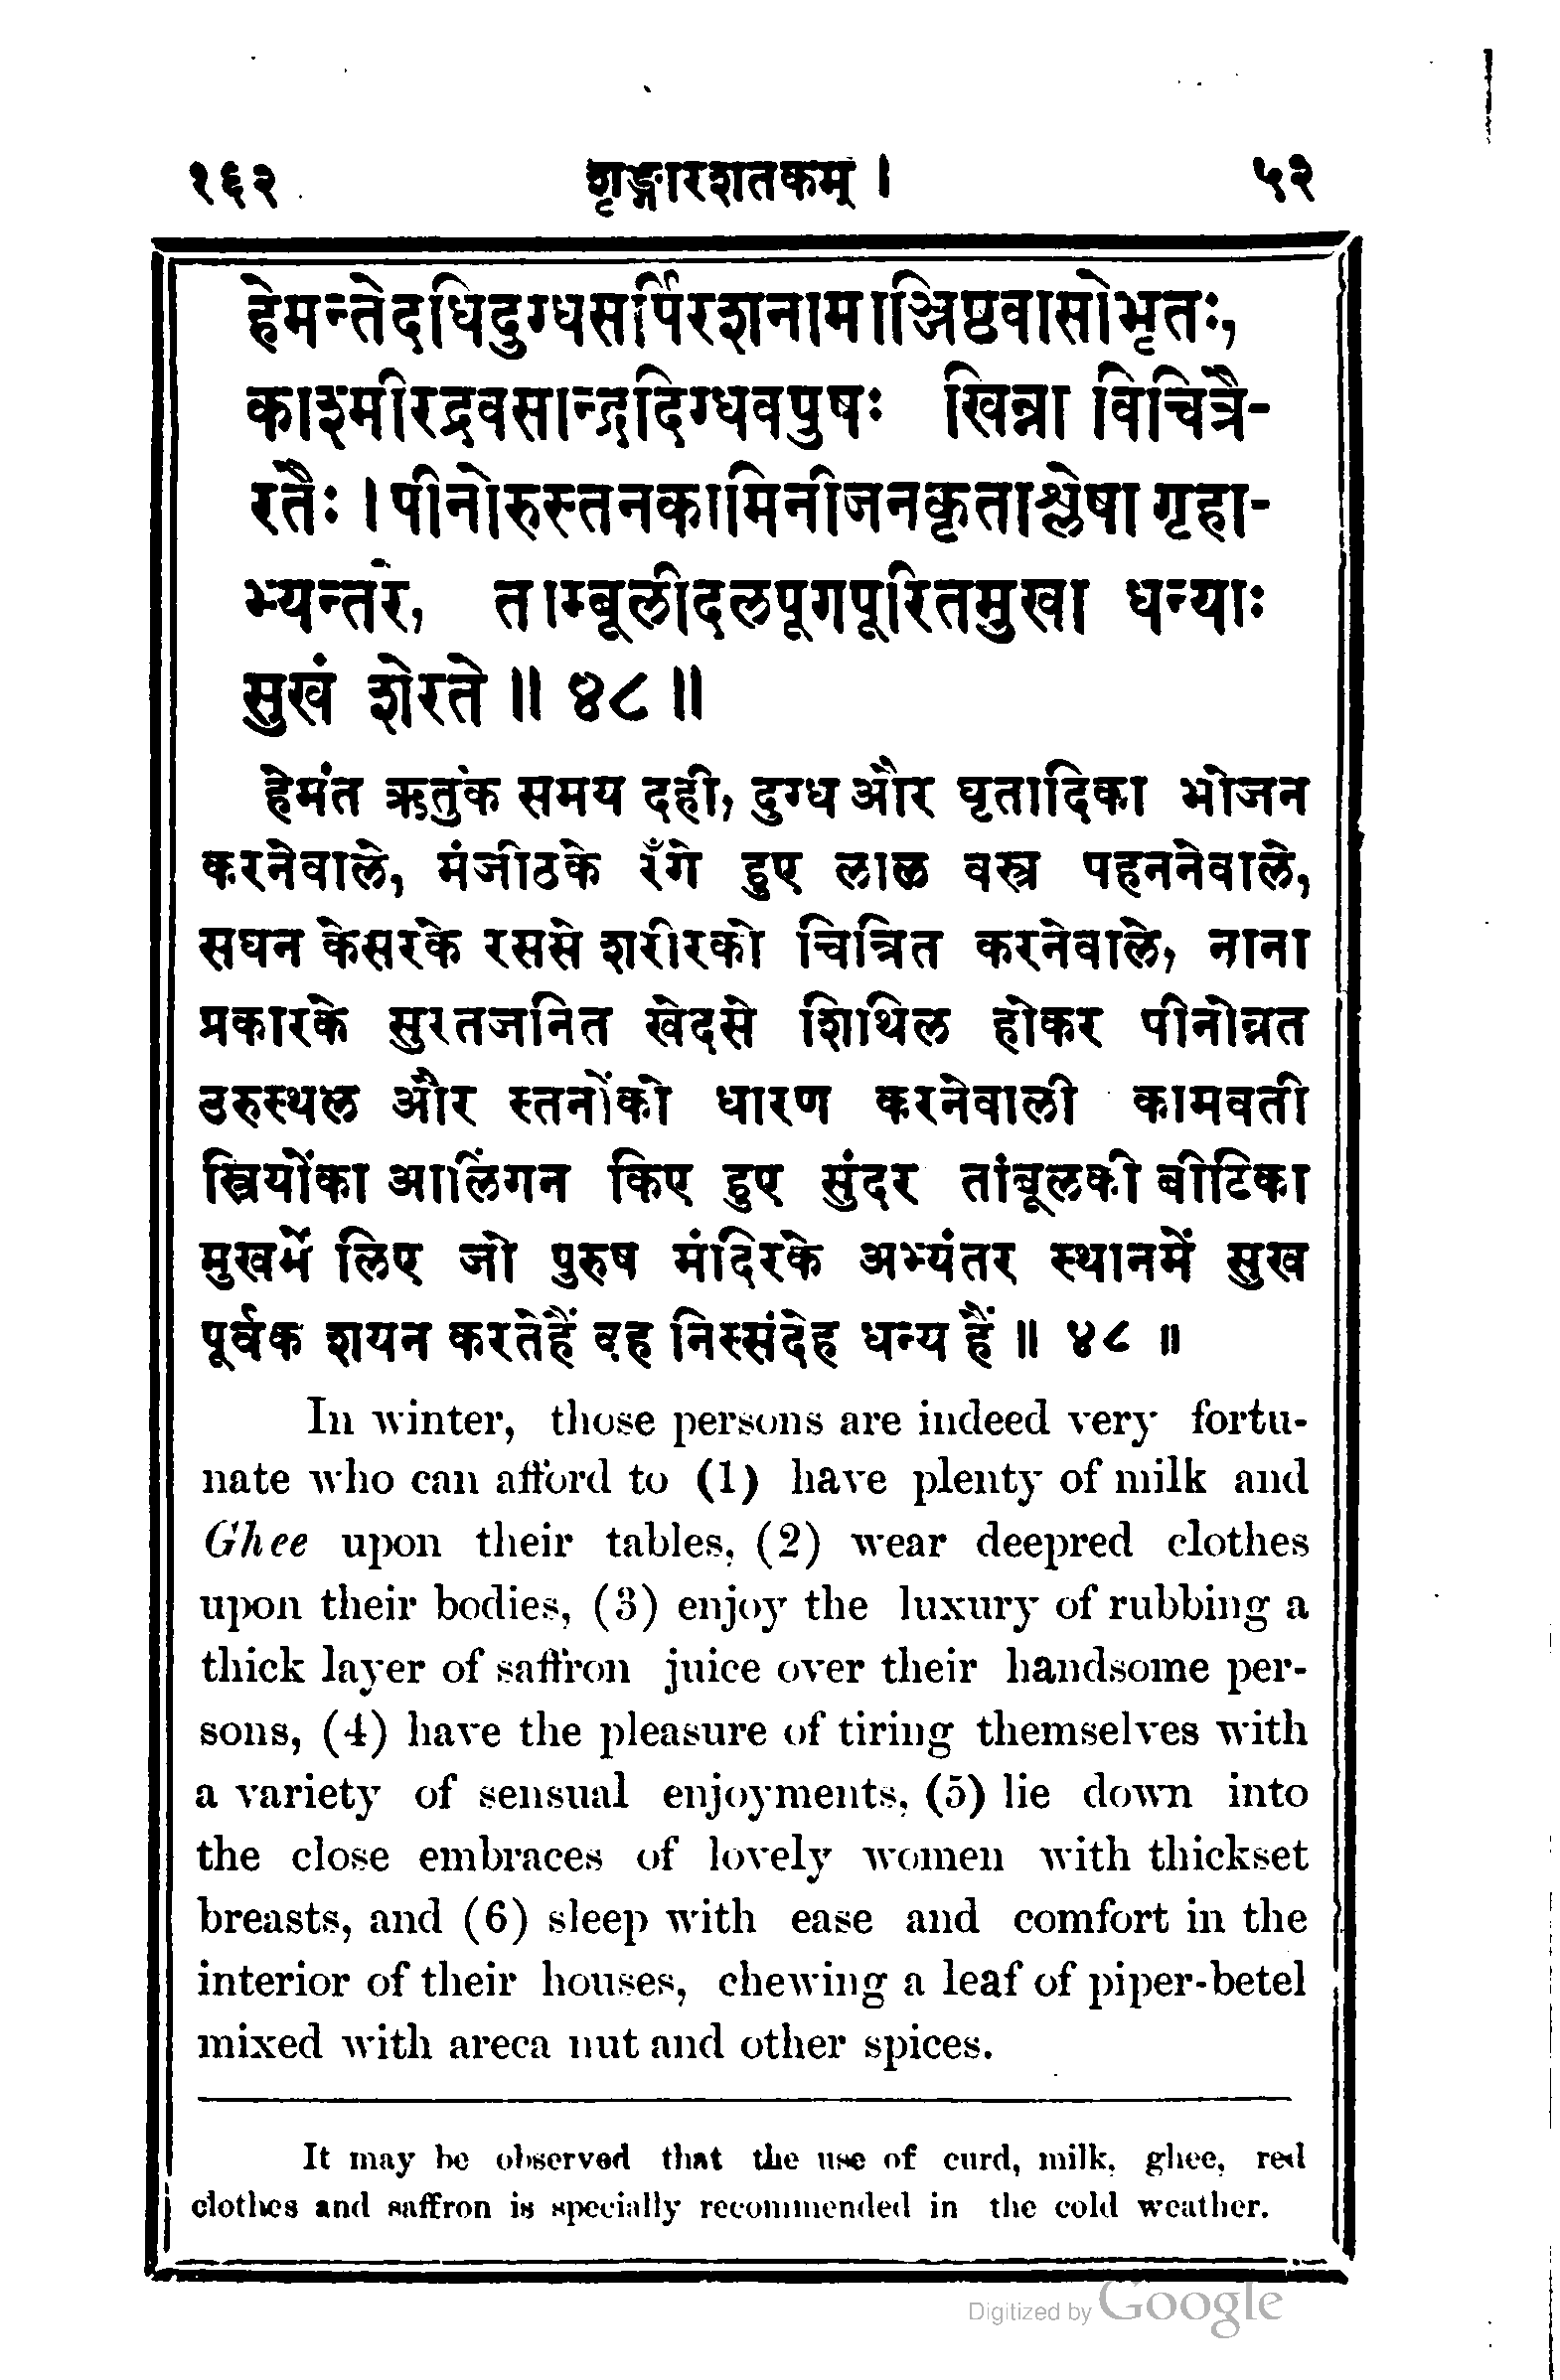 १६२ शृङ्गारशतकम् । ५२
हेमन्तेदधिदुग्धसर्पिरशनामाञ्जिष्ठवासोभृतः,
काश्मीरद्रवसान्द्रदिग्धवपुषः खिन्ना विचित्रै-
रतैः । पीनोरुस्तनकामिनीजनकृताश्लेषा गृहा-
भ्यन्तरे, ताम्बूलीदलपूगपूरितमुखा धन्याः
सुखं शेरते ॥ ४८ ॥
हेमंत ऋतुके समय दही, दुग्ध और घृतादिका भोजन
करनेवाले, मंजीठके रँगे हुए लाल वस्त्र पहननेवाले,
सघन केसरके रससे शरीरको चित्रित करनेवाले, नाना
प्रकारके सुरतजनित खेदसे शिथिल होकर पीनोन्नत
उरुस्थल और स्तनोंको धारण करनेवाली कामवती
स्त्रियोंका आलिंगन किए हुए सुंदर तांबूलकी बीटिका
मुखमें लिए जो पुरुष मंदिरके अभ्यंतर स्थानमें सुख
पूर्वक शयन करतेहैं वह निस्संदेह धन्य हैं ॥ ४८ ॥
In winter, those persons are indeed very fortu-
nate who can afford to (1) have plenty of milk and
Ghee upon their tables, (2) wear deepred clothes
upon their bodies, (3) enjoy the luxury of rubbing a
thick layer of saffron juice over their handsome per-
sons, (4) have the pleasure of tiring themselves with
a variety of sensual enjoyments, (5) lie down into
the close embraces of lovely women with thickset
breasts, and (6) sleep with ease and comfort in the
interior of their houses, chewing a leaf of piper-betel
mixed with areca nut and other spices.
It may be observed that the use of curd, milk, ghee, red
clothes and saffron is specially recommended in the cold weather.
Digitized by Google